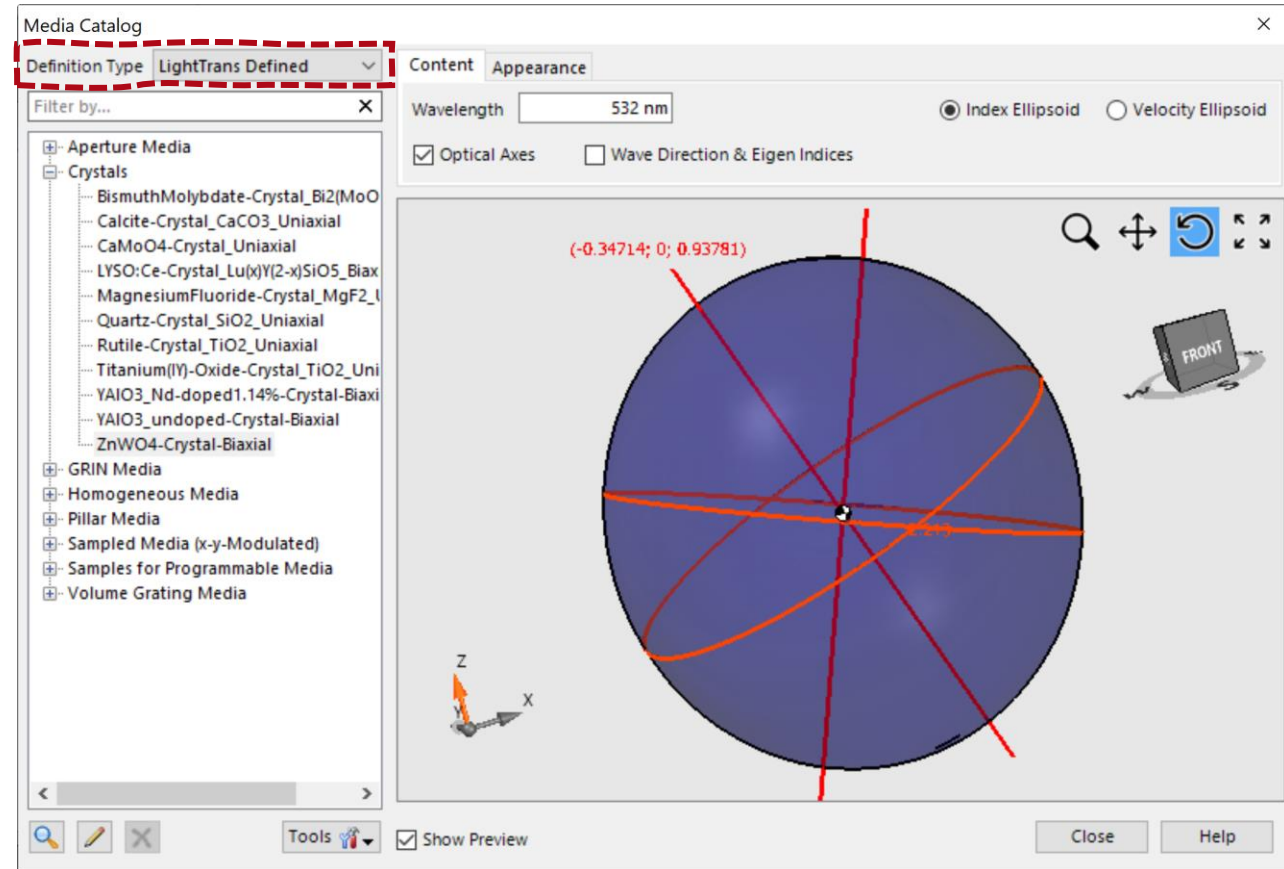 Media Catalog
Definition Type LightTrans Defined
Filter by...
Aperture Media
Crystals
BismuthMolybdate-Crystal_Bi2(MoO
Calcite-Crystal_CaCO3_Uniaxial
CaMoO4-Crystal_Uniaxial
LYSO:Ce-Crystal_Lu(x)Y(2-x)SiO5_Biax
MagnesiumFluoride-Crystal_MgF2_U
Quartz-Crystal_SiO2_Uniaxial
Rutile-Crystal_TiO2_Uniaxial
Titanium(IV)-Oxide-Crystal_TiO2_Uni
YAlO3_Nd-doped1.14%-Crystal-Biaxi
YAlO3_undoped-Crystal-Biaxial
ZnWO4-Crystal-Biaxial
GRIN Media
Homogeneous Media
Pillar Media
Sampled Media (x-y-Modulated)
Samples for Programmable Media
Volume Grating Media
Tools
Content Appearance
Wavelength 532 nm
Index Ellipsoid Velocity Ellipsoid
Optical Axes Wave Direction & Eigen Indices
(-0.34714; 0; 0.93781)
FRONT
S
Z
X
Y
Show Preview
Close Help